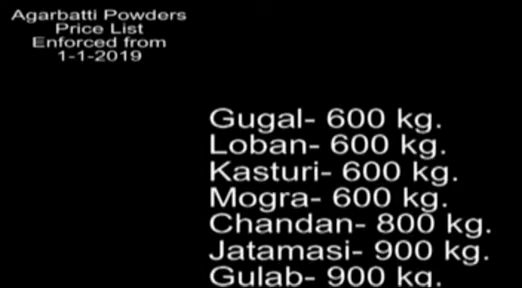 Agarbatti Powders
Price List
Enforced from
1-1-2019
Gugal- 600 kg.
Loban- 600 kg.
Kasturi- 600 kg.
Mogra- 600 kg.
Chandan- 800 kg.
Jatamasi- 900 kg.
Gulab- 900 kg.